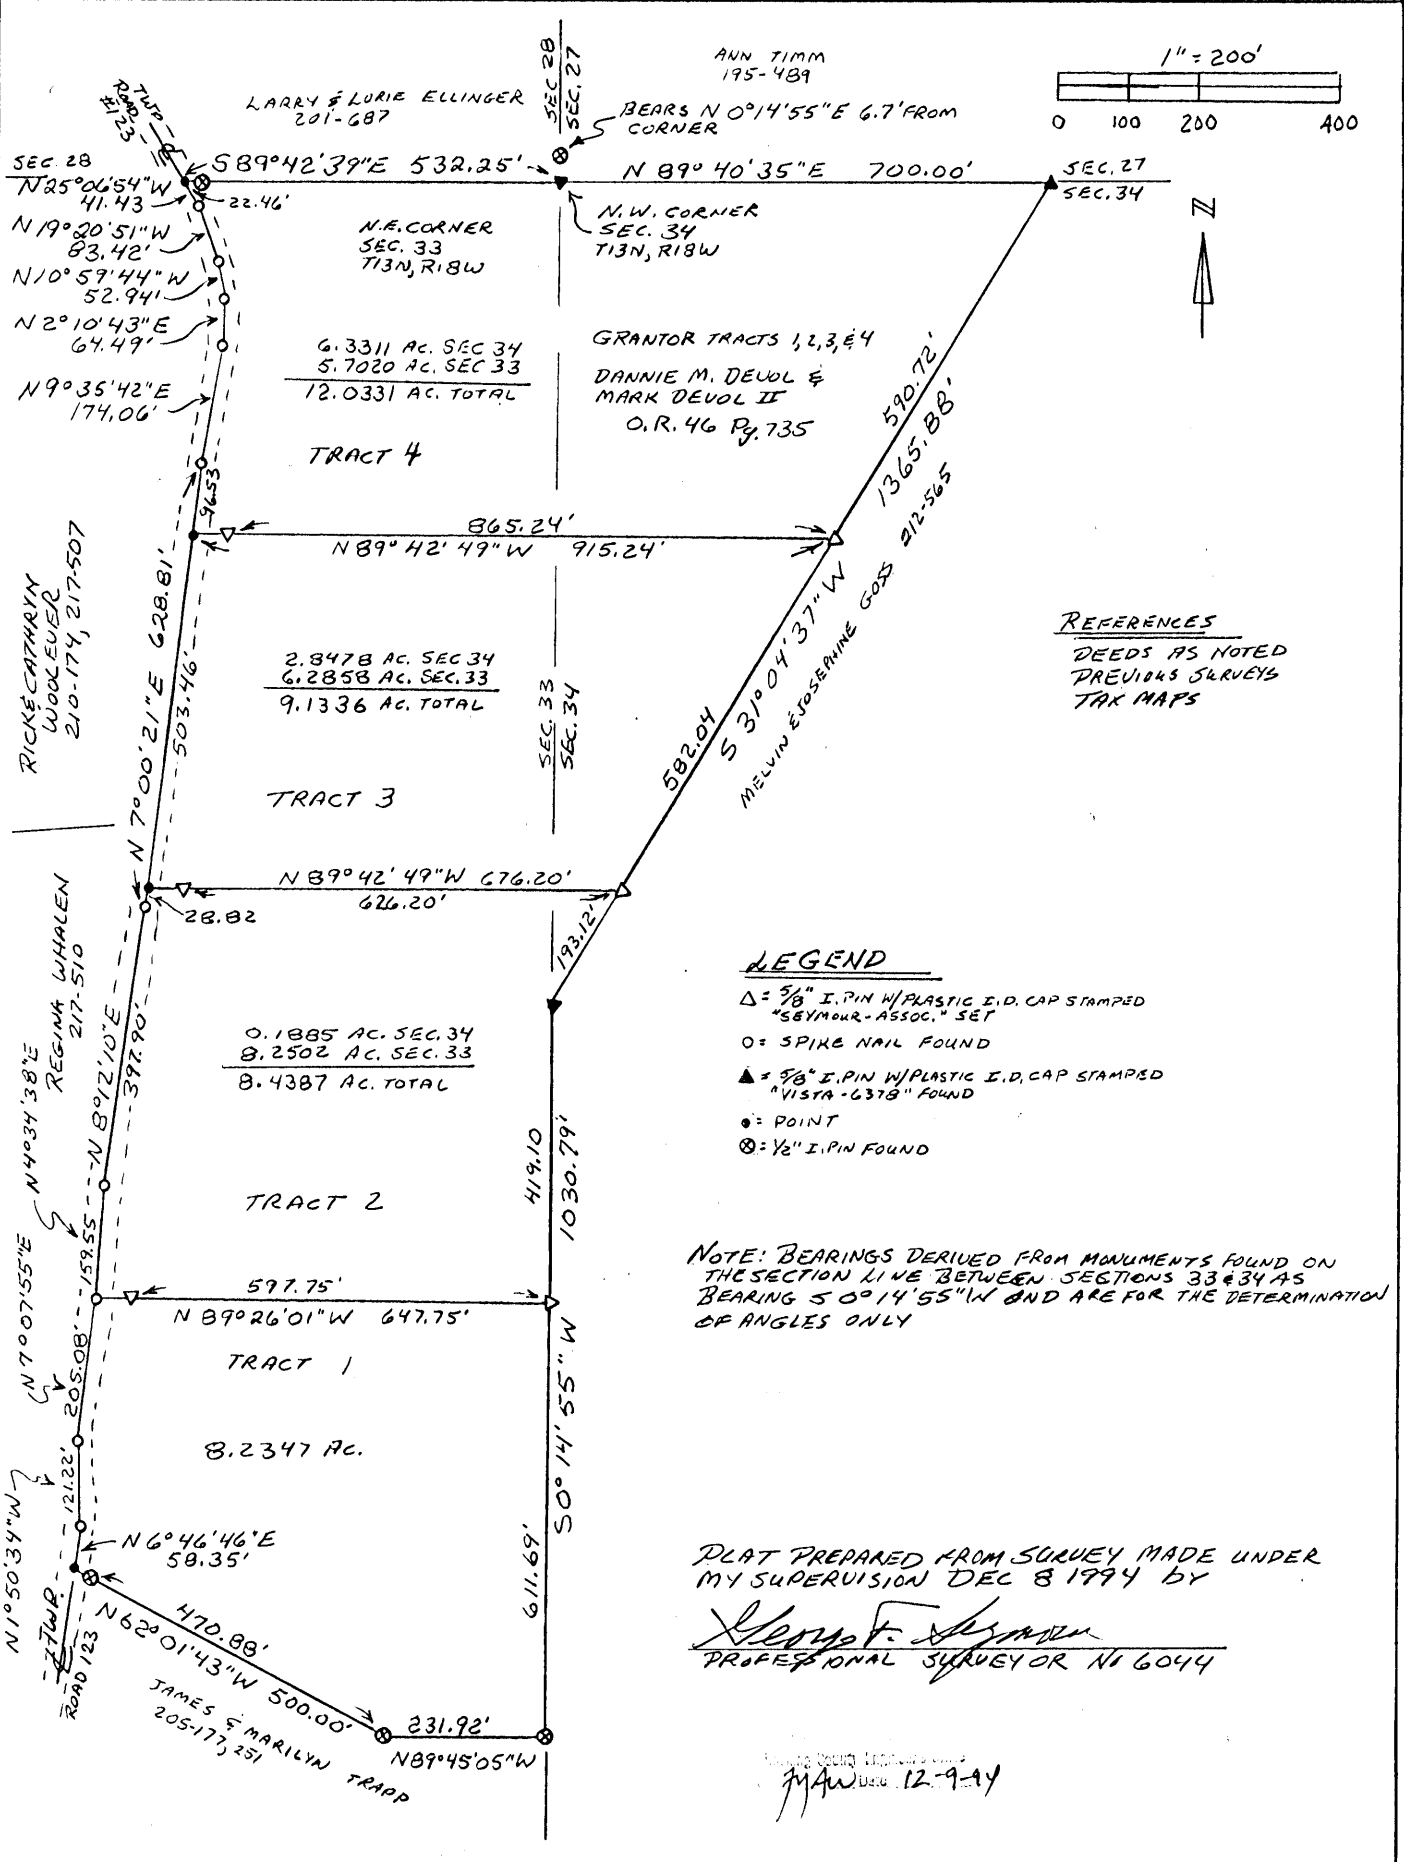 1" = 200'
0 100 200 400
ANN TIMM
195-489
SEC 28
SEC. 27
LARRY & LURIE ELLINGER
201-687
BEARS N 0°14'55"E 6.7' FROM
CORNER
TWP.
ROAD
#123
SEC. 28
S89°42'39"E 532.25'
N 89°40'35"E 700.00'
SEC. 27
SEC. 34
N25°06'54"W
41.43
22.46'
N 19°20'51"W
83.42'
N10°59'44"W
52.94'
N 2°10'43"E
64.49'
N9°35'42"E
174.06'
N.E. CORNER
SEC. 33
T13N, R18W
N.W. CORNER
SEC. 34
T13N, R18W
N
6.3311 AC. SEC 34
5.7020 AC. SEC 33
12.0331 AC. TOTAL
GRANTOR TRACTS 1,2,3,&4
DANNIE M. DEVOL &
MARK DEVOL II
O.R. 46 Pg. 735
TRACT 4
590.72'
1365.88'
96.53
865.24'
N89°42'49"W 915.24'
S 31°04'37"W
MELVIN & JOSEPHINE GOSS 212-565
RICK & CATHRYN
WOOLEVER
210-174, 217-507
N 7°00'21"E 628.81'
503.46'
2.8478 AC. SEC 34
6.2858 AC. SEC. 33
9.1336 AC. TOTAL
SEC. 33
SEC. 34
582.04
REFERENCES
DEEDS AS NOTED
PREVIOUS SURVEYS
TAX MAPS
TRACT 3
N89°42'49"W 676.20'
626.20'
28.82
193.12'
REGINA WHALEN
217-510
N 8°12'10"E
397.90'
0.1885 AC. SEC. 34
8.2502 AC. SEC. 33
8.4387 AC. TOTAL
LEGEND
△ = 5/8" I. PIN W/PLASTIC I.D. CAP STAMPED
"SEYMOUR-ASSOC." SET
O = SPIKE NAIL FOUND
▲ = 5/8" I. PIN W/PLASTIC I.D. CAP STAMPED
"VISTA-6378" FOUND
● = POINT
⊗ = 1/2" I. PIN FOUND
N4°34'38"E
159.55
TRACT 2
419.10
1030.79'
597.75'
N 89°26'01"W 647.75'
N 7°07'55"E
205.08'
TRACT 1
8.2347 AC.
S0°14'55"W
611.69'
NOTE: BEARINGS DERIVED FROM MONUMENTS FOUND ON
THE SECTION LINE BETWEEN SECTIONS 33 & 34 AS
BEARING S 0°14'55"W AND ARE FOR THE DETERMINATION
OF ANGLES ONLY
N1°50'34"W
121.22'
N6°46'46"E
58.35'
TWP.
ROAD 123
470.88'
N62°01'43"W 500.00'
JAMES & MARILYN TRAPP
205-177, 251
231.92'
N89°45'05"W
PLAT PREPARED FROM SURVEY MADE UNDER
MY SUPERVISION DEC 8 1994 by
George F. Seymour
PROFESSIONAL SURVEYOR No 6044
Date 12-9-94